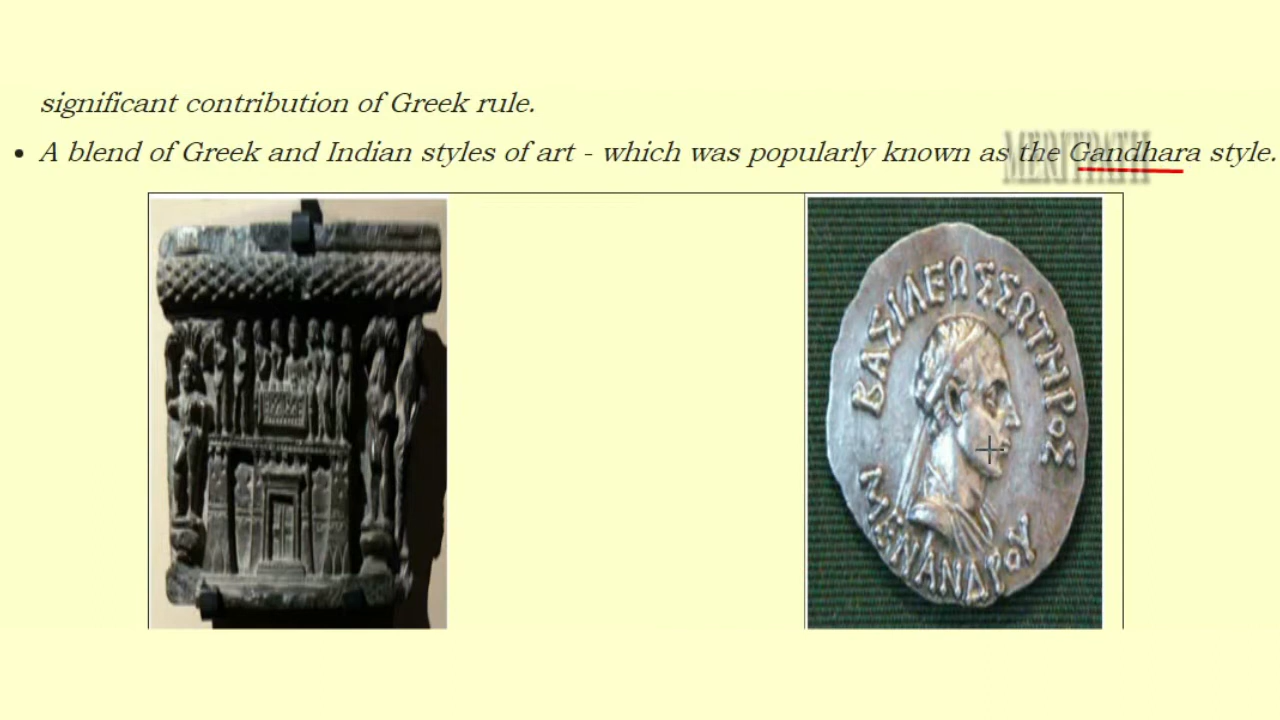 significant contribution of Greek rule.
• A blend of Greek and Indian styles of art - which was popularly known as the Gandhara style.
MERITPATH
ΒΑΣΙΛΕΩΣ ΣΩΤΗΡΟΣ
ΜΕΝΑΝΔΡΟΥ